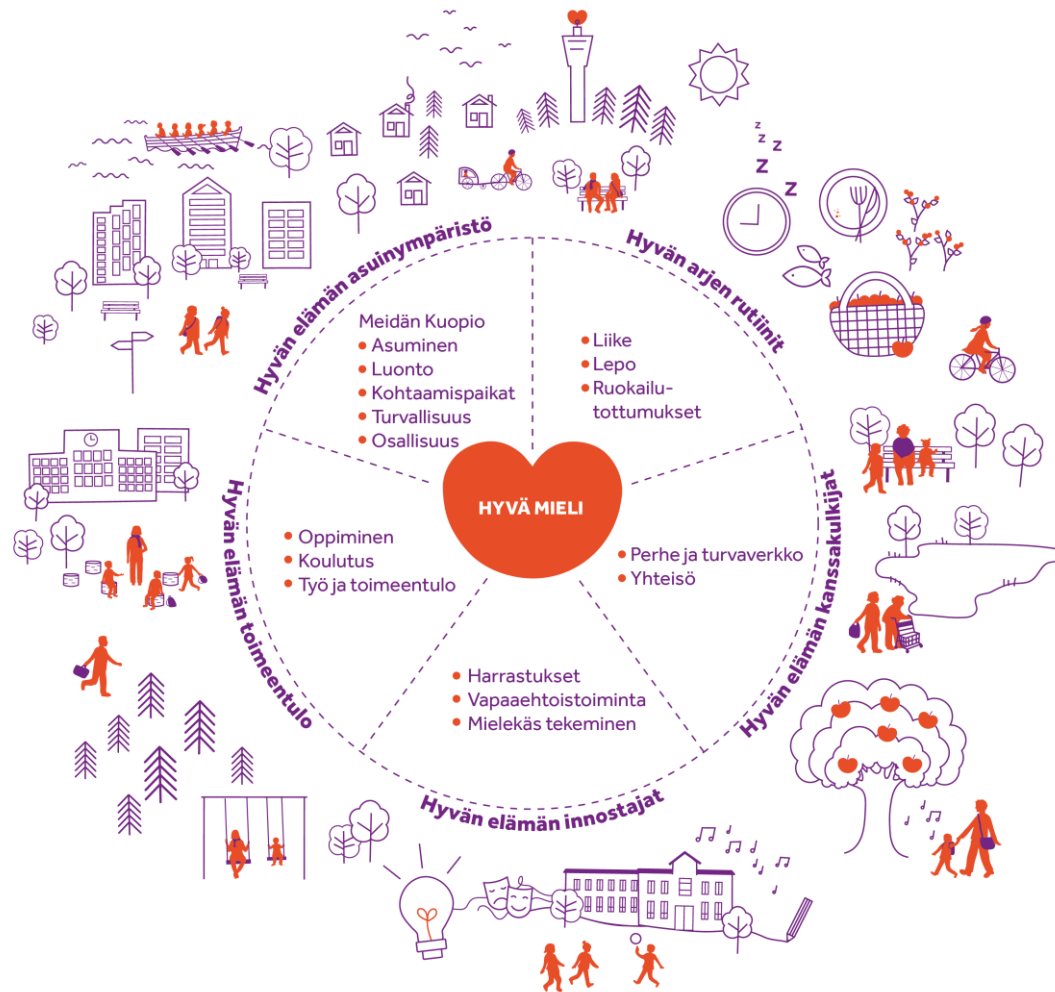 Hyvän elämän asuinympäristö
Meidän Kuopio
• Asuminen
• Luonto
• Kohtaamispaikat
• Turvallisuus
• Osallisuus
Hyvän arjen rutiinit
• Liike
• Lepo
• Ruokailu-
tottumukset
z
z
z
z
z
HYVÄ MIELI
Hyvän elämän kanssakulkijat
• Perhe ja turvaverkko
• Yhteisö
Hyvän elämän innostajat
• Harrastukset
• Vapaaehtoistoiminta
• Mielekäs tekeminen
Hyvän elämän toimeentulo
• Oppiminen
• Koulutus
• Työ ja toimeentulo